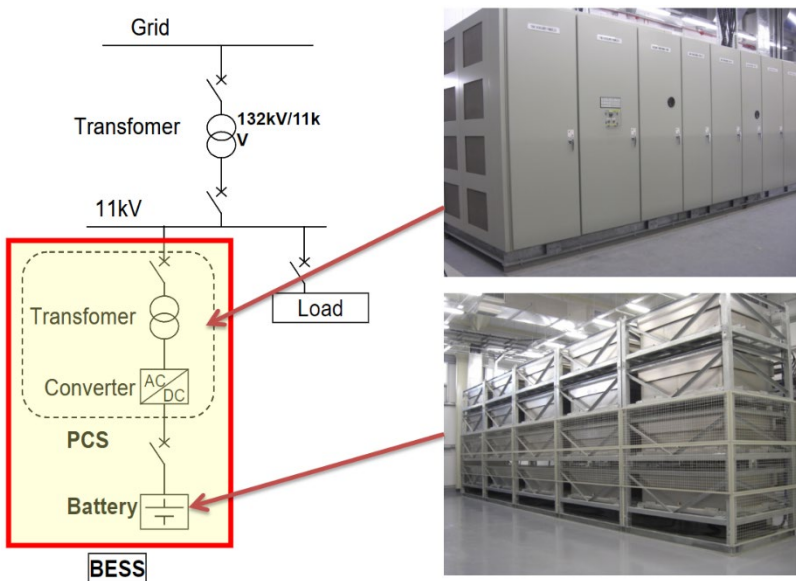 Grid
Transfomer
132kV/11k
V
11kV
Transfomer
Load
Converter
AC
DC
PCS
Battery
BESS